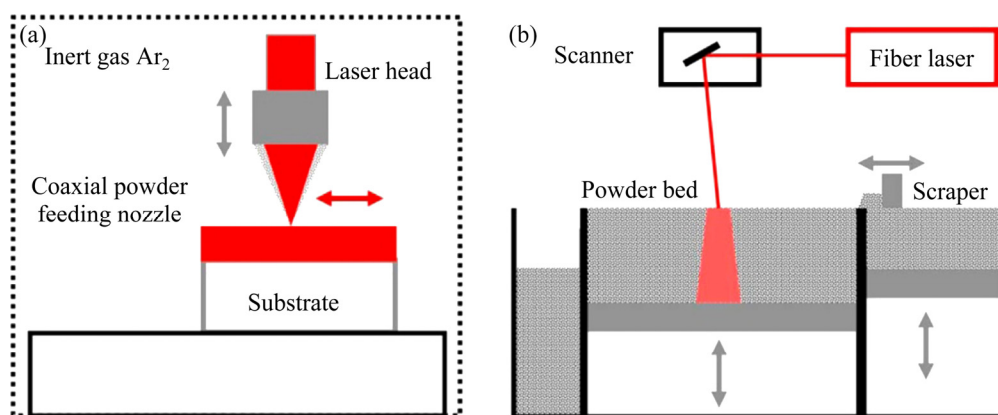 (a)
Inert gas Ar₂
Laser head
Coaxial powder
feeding nozzle
Substrate
(b)
Scanner
Fiber laser
Powder bed
Scraper